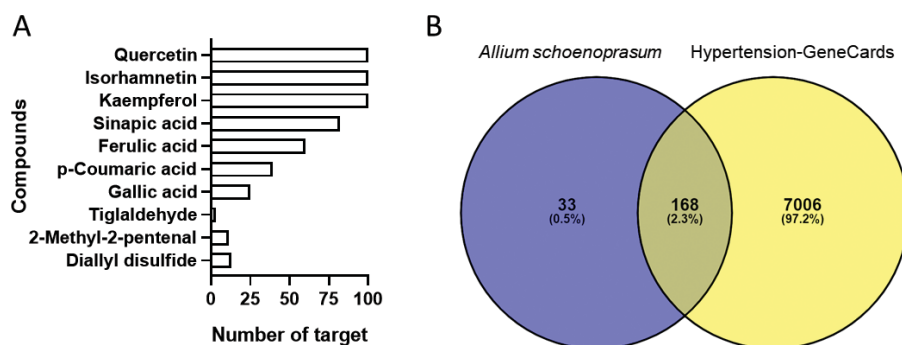 A
Compounds
Quercetin
Isorhamnetin
Kaempferol
Sinapic acid
Ferulic acid
p-Coumaric acid
Gallic acid
Tiglaldehyde
2-Methyl-2-pentenal
Diallyl disulfide
0 25 50 75 100
Number of target
B
Allium schoenoprasum Hypertension-GeneCards
33 168 7006
(0.5%) (2.3%) (97.2%)